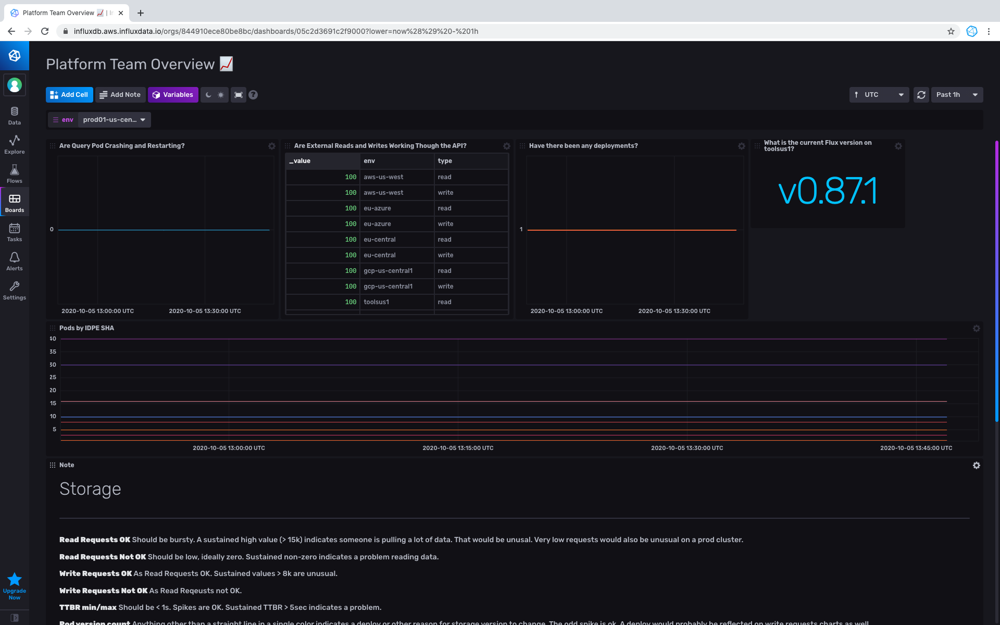 Platform Team Overview 📈 | In
influxdb.aws.influxdata.io/orgs/844910ece80be8bc/dashboards/05c2d3691c2f9000?lower=now%28%29%20-%201h
Platform Team Overview 📈
Add Cell
Add Note
Variables
?
UTC
Past 1h
env
prod01-us-cen...
Data
Explore
Flows
Boards
Tasks
Alerts
Settings
Upgrade
Now
Are Query Pod Crashing and Restarting?
0
2020-10-05 13:00:00 UTC
2020-10-05 13:30:00 UTC
Are External Reads and Writes Working Though the API?
_value env type
100 aws-us-west read
100 aws-us-west write
100 eu-azure read
100 eu-azure write
100 eu-central read
100 eu-central write
100 gcp-us-central1 read
100 gcp-us-central1 write
100 toolsus1 read
Have there been any deployments?
1
2020-10-05 13:00:00 UTC
2020-10-05 13:30:00 UTC
What is the current Flux version on
toolsus1?
v0.87.1
Pods by IDPE SHA
40
35
30
25
20
15
10
5
2020-10-05 13:00:00 UTC
2020-10-05 13:15:00 UTC
2020-10-05 13:30:00 UTC
2020-10-05 13:45:00 UTC
Note
Storage
Read Requests OK Should be bursty. A sustained high value (> 15k) indicates someone is pulling a lot of data. That would be unusal. Very low requests would also be unusual on a prod cluster.
Read Requests Not OK Should be low, ideally zero. Sustained non-zero indicates a problem reading data.
Write Requests OK As Read Requests OK. Sustained values > 8k are unusual.
Write Requests Not OK As Read Reqeusts not OK.
TTBR min/max Should be < 1s. Spikes are OK. Sustained TTBR > 5sec indicates a problem.
Pod version count Anything other than a straight line in a single color indicates a deploy or other reason for storage version to change. The odd spike is ok. A deploy would probably be reflected on write requests charts as well